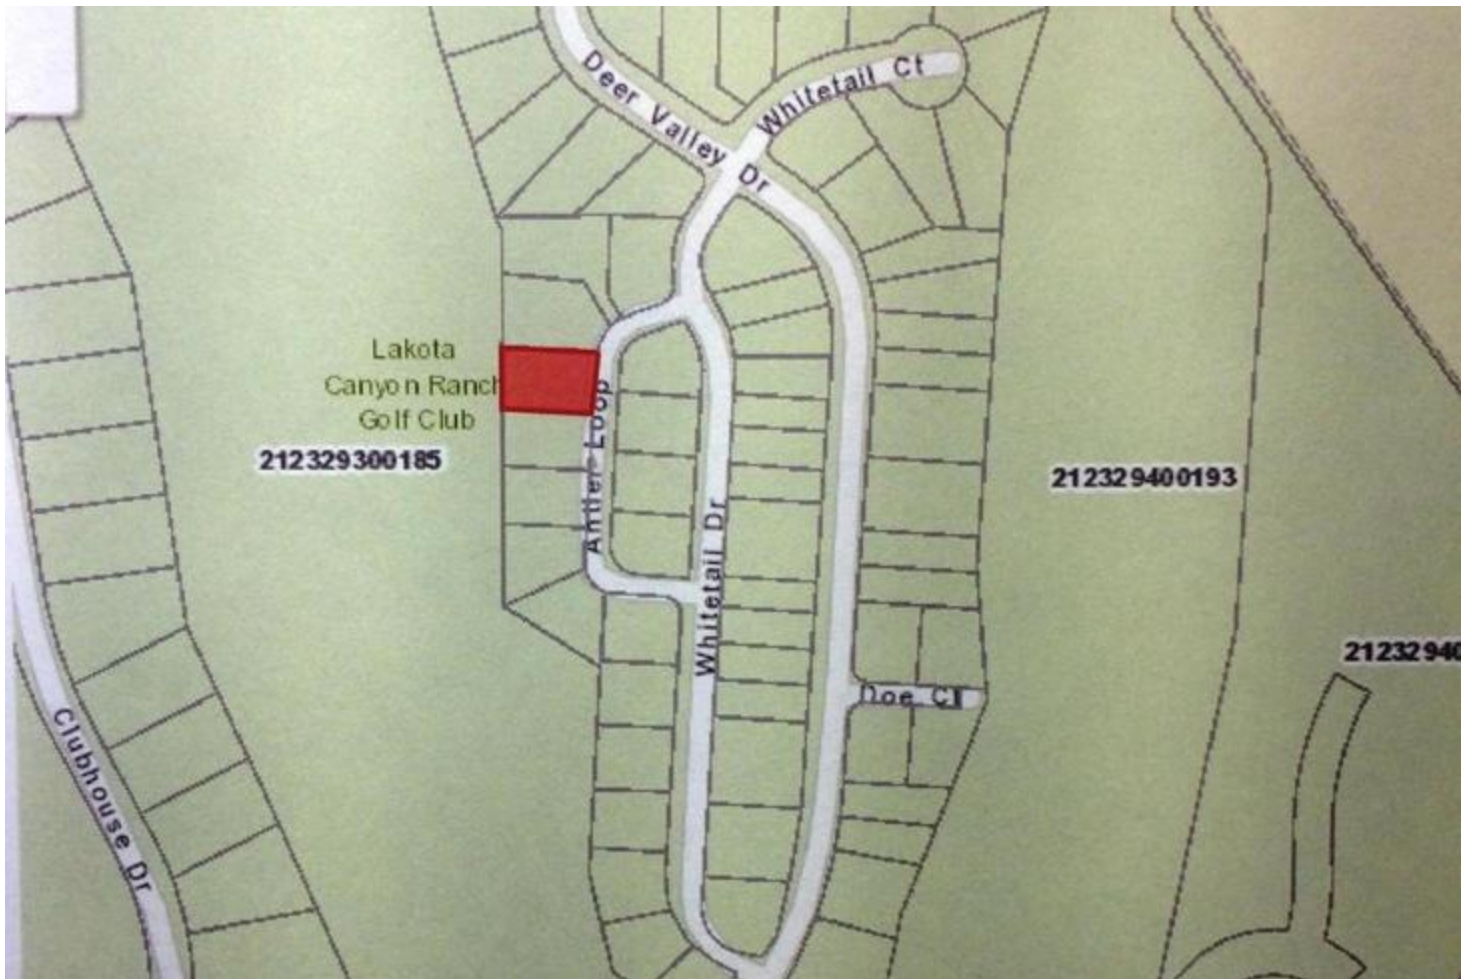 Deer Valley Dr
Whitetail Ct
Lakota
Canyon Ranch
Golf Club
212329300185
Antler Loop
Whitetail Dr
212329400193
Doe Ct
2123294
Clubhouse Dr